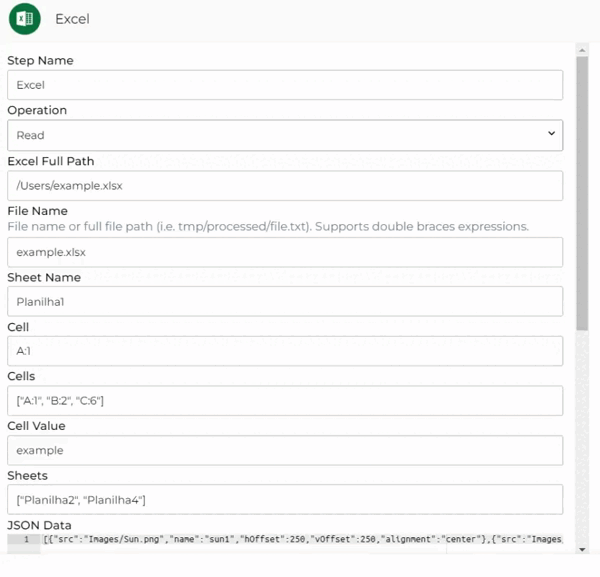 Excel
Step Name
Excel
Operation
Read
Excel Full Path
/Users/example.xlsx
File Name
File name or full file path (i.e. tmp/processed/file.txt). Supports double braces expressions.
example.xlsx
Sheet Name
Planilha1
Cell
A:1
Cells
["A:1", "B:2", "C:6"]
Cell Value
example
Sheets
["Planilha2", "Planilha4"]
JSON Data
1 [{"src":"Images/Sun.png","name":"sun1","hOffset":250,"vOffset":250,"alignment":"center"},{"src":"Images